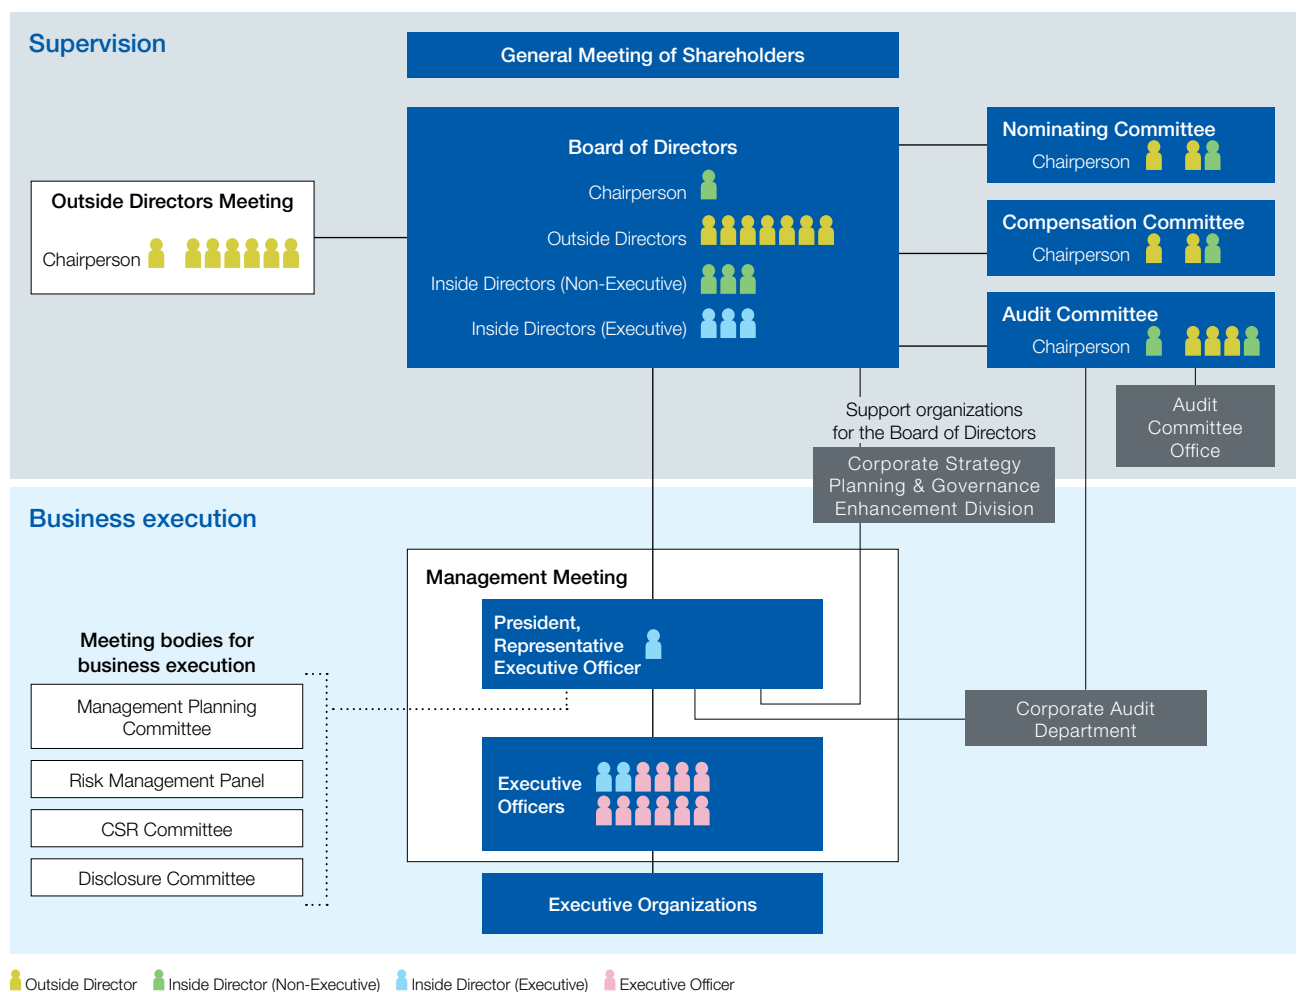 Supervision
General Meeting of Shareholders
Board of Directors
Chairperson
Outside Directors
Inside Directors (Non-Executive)
Inside Directors (Executive)
Outside Directors Meeting
Chairperson
Nominating Committee
Chairperson
Compensation Committee
Chairperson
Audit Committee
Chairperson
Support organizations
for the Board of Directors
Corporate Strategy
Planning & Governance
Enhancement Division
Audit
Committee
Office
Business execution
Management Meeting
President,
Representative
Executive Officer
Meeting bodies for
business execution
Management Planning
Committee
Risk Management Panel
CSR Committee
Disclosure Committee
Corporate Audit
Department
Executive
Officers
Executive Organizations
Outside Director
Inside Director (Non-Executive)
Inside Director (Executive)
Executive Officer